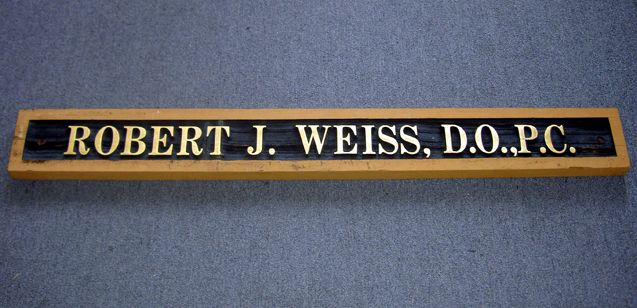 ROBERT J. WEISS, D.O.,P.C.